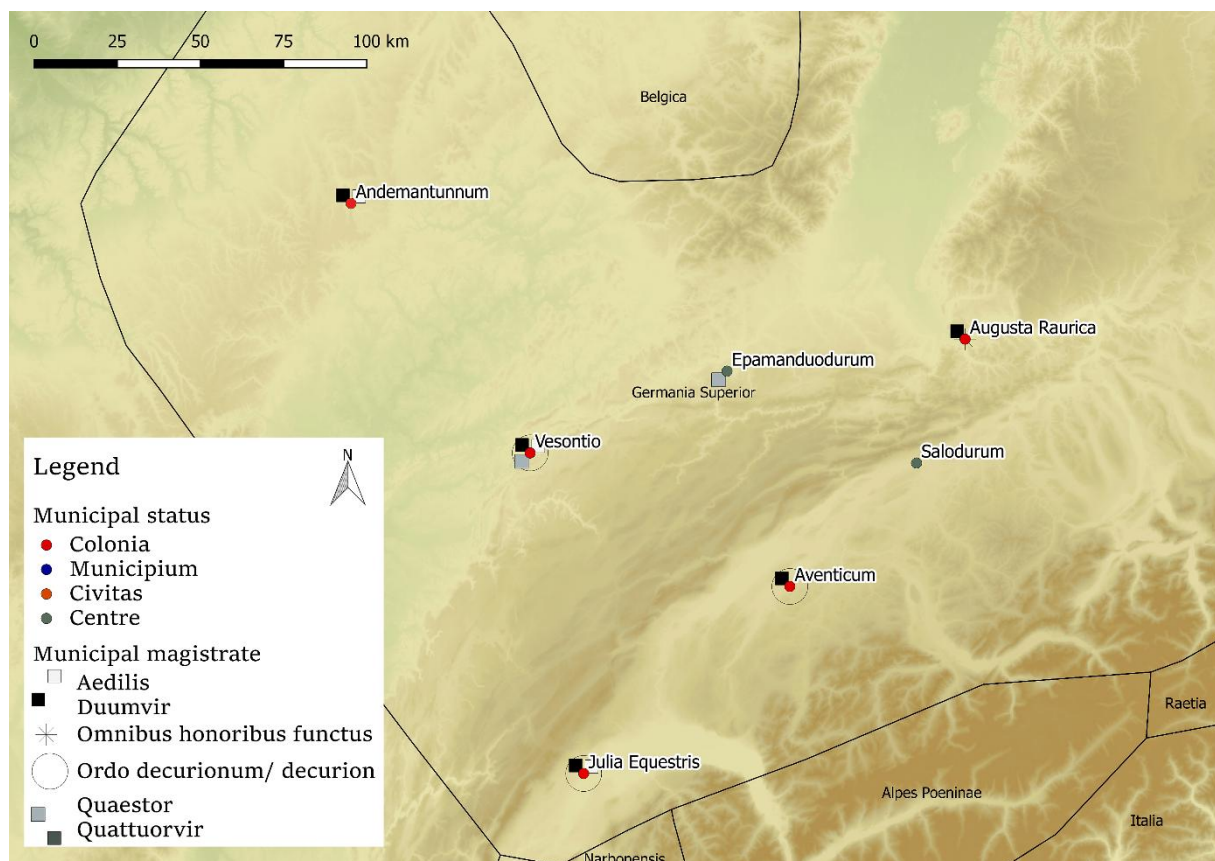 0 25 50 75 100 km
Belgica
Andemantunnum
Augusta Raurica
Epamanduodurum
Germania Superior
Vesontio
Salodurum
Aventicum
Julia Equestris
Raetia
Alpes Poeninae
Italia
Narbonensis
Legend
N
Municipal status
Colonia
Municipium
Civitas
Centre
Municipal magistrate
Aedilis
Duumvir
Omnibus honoribus functus
Ordo decurionum/ decurion
Quaestor
Quattuorvir